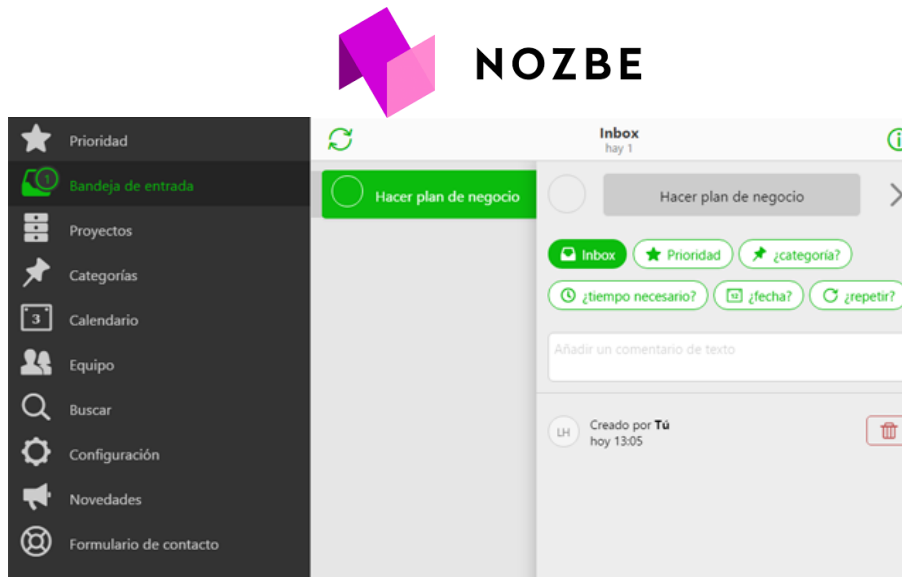 NOZBE
Prioridad
1
Bandeja de entrada
Proyectos
Categorías
3
Calendario
Equipo
Buscar
Configuración
Novedades
Formulario de contacto
Inbox
hay 1
Hacer plan de negocio
Hacer plan de negocio
Inbox
Prioridad
¿categoría?
¿tiempo necesario?
12
¿fecha?
¿repetir?
Añadir un comentario de texto
LH
Creado por Tú
hoy 13:05